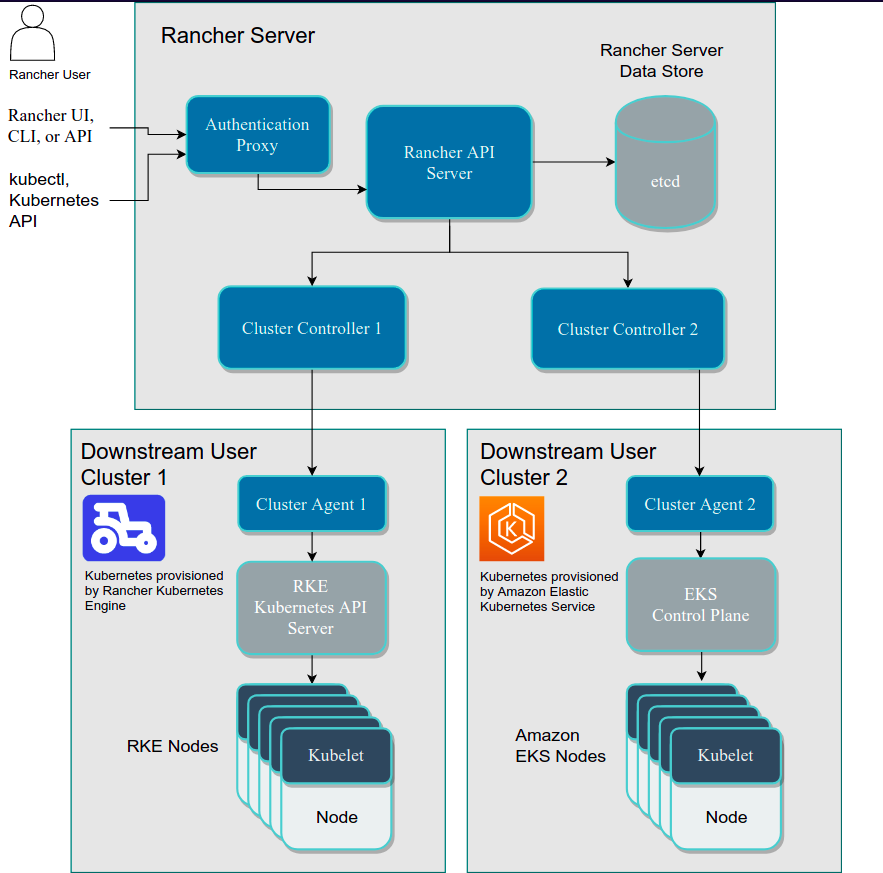 Rancher Server
Rancher User
Rancher Server
Data Store
Rancher UI,
CLI, or API
Authentication
Proxy
Rancher API
Server
etcd
kubectl,
Kubernetes
API
Cluster Controller 1
Cluster Controller 2
Downstream User
Cluster 1
Cluster Agent 1
Kubernetes provisioned
by Rancher Kubernetes
Engine
RKE
Kubernetes API
Server
RKE Nodes
Kubelet
Node
Downstream User
Cluster 2
K
Cluster Agent 2
Kubernetes provisioned
by Amazon Elastic
Kubernetes Service
EKS
Control Plane
Amazon
EKS Nodes
Kubelet
Node